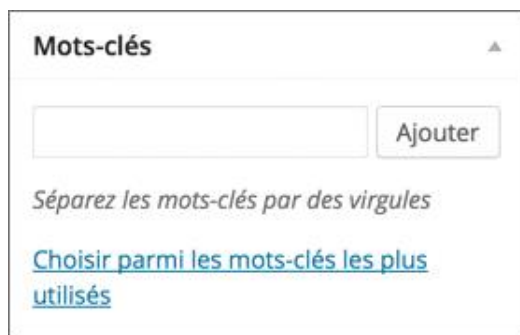 Mots-clés
Ajouter
Séparez les mots-clés par des virgules
Choisir parmi les mots-clés les plus
utilisés